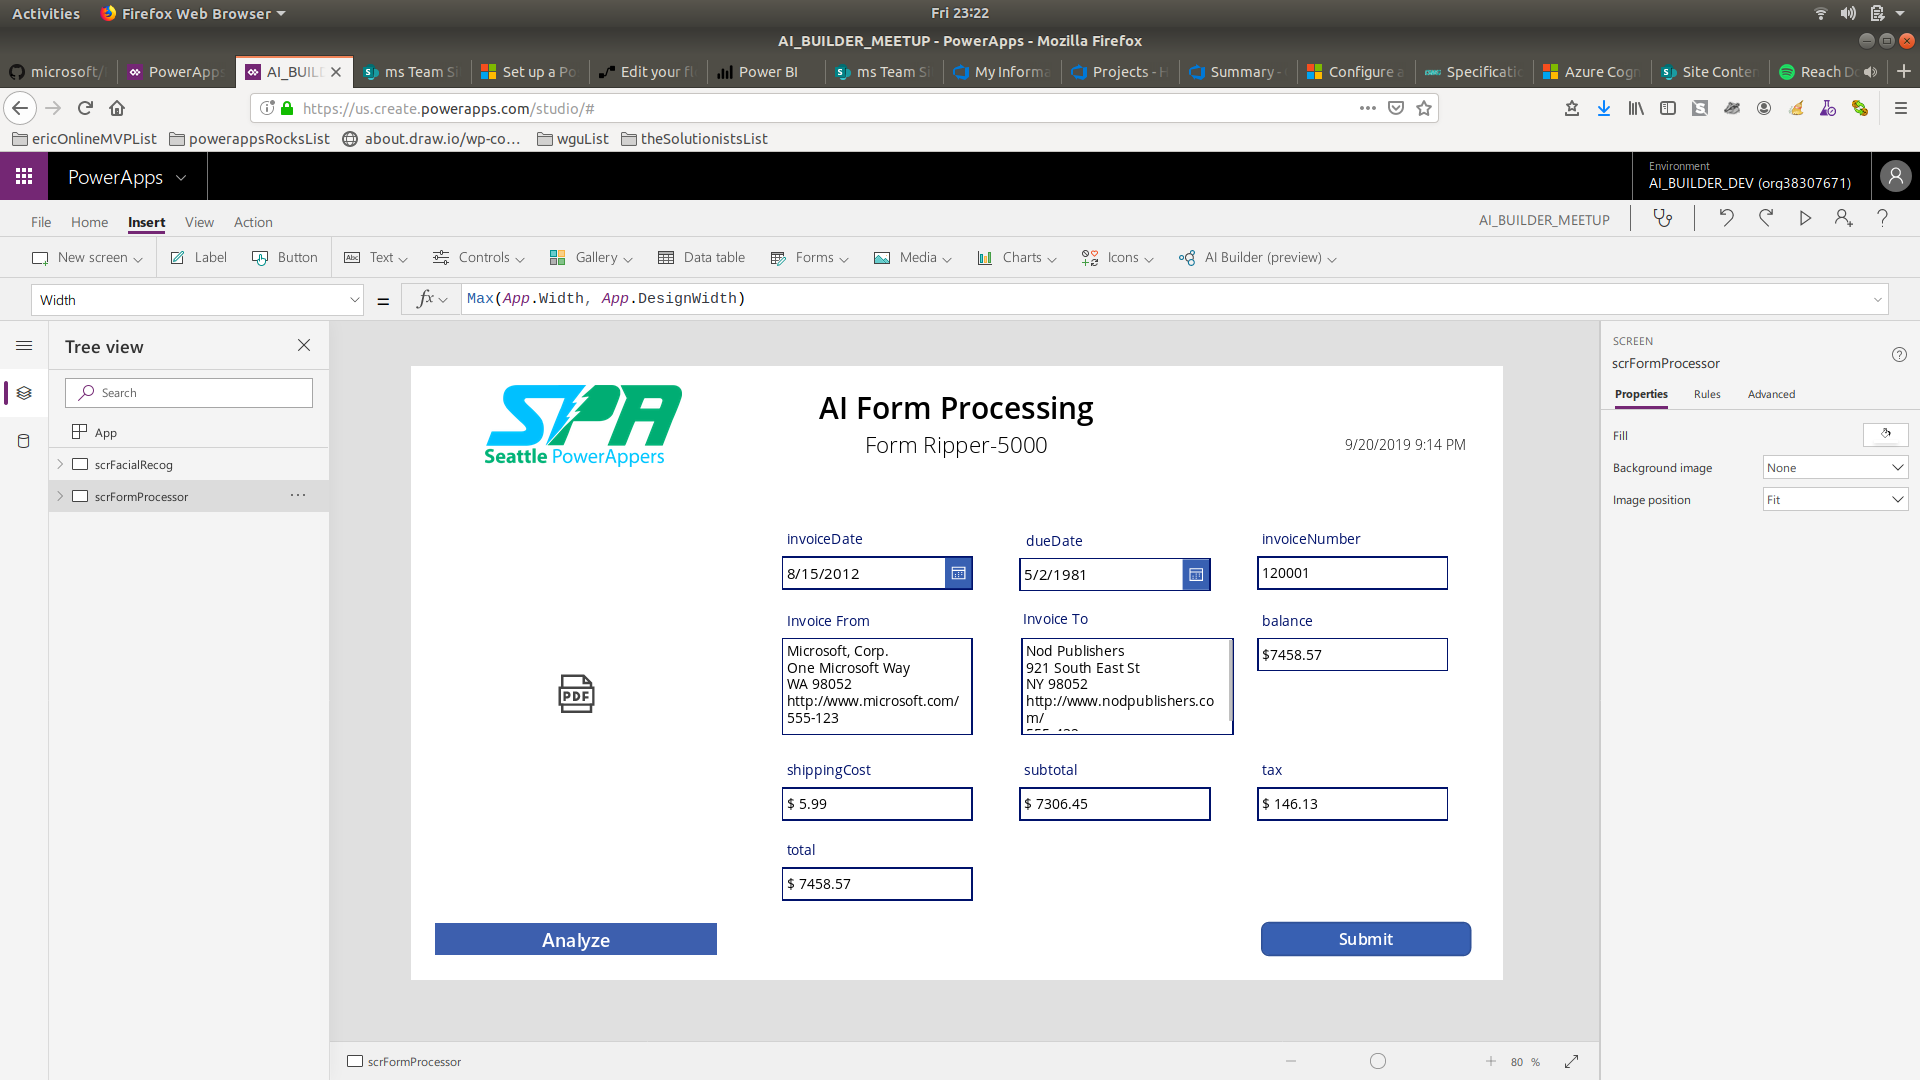 Activities Firefox Web Browser Fri 23:22
AI_BUILDER_MEETUP - PowerApps - Mozilla Firefox
microsoft/ PowerApps AI_BUIL ms Team Si Set up a Po Edit your fl Power BI ms Team Si My Informa Projects - H Summary - Configure a Specificatio Azure Cogn Site Conten Reach Do
https://us.create.powerapps.com/studio/#
ericOnlineMVPList powerappsRocksList about.draw.io/wp-co… wguList theSolutionistsList
PowerApps
Environment
AI_BUILDER_DEV (org38307671)
File Home Insert View Action AI_BUILDER_MEETUP
New screen Label Button Text Controls Gallery Data table Forms Media Charts Icons AI Builder (preview)
Width = fx Max(App.Width, App.DesignWidth)
Tree view
Search
App
scrFacialRecog
scrFormProcessor
SPA
Seattle PowerAppers
AI Form Processing
Form Ripper-5000
9/20/2019 9:14 PM
invoiceDate dueDate invoiceNumber
8/15/2012 5/2/1981 120001
Invoice From
Microsoft, Corp.
One Microsoft Way
WA 98052
http://www.microsoft.com/
555-123
Invoice To
Nod Publishers
921 South East St
NY 98052
http://www.nodpublishers.co
m/
balance
$7458.57
PDF
shippingCost subtotal tax
$ 5.99 $ 7306.45 $ 146.13
total
$ 7458.57
Analyze Submit
SCREEN
scrFormProcessor
Properties Rules Advanced
Fill
Background image None
Image position Fit
scrFormProcessor 80 %